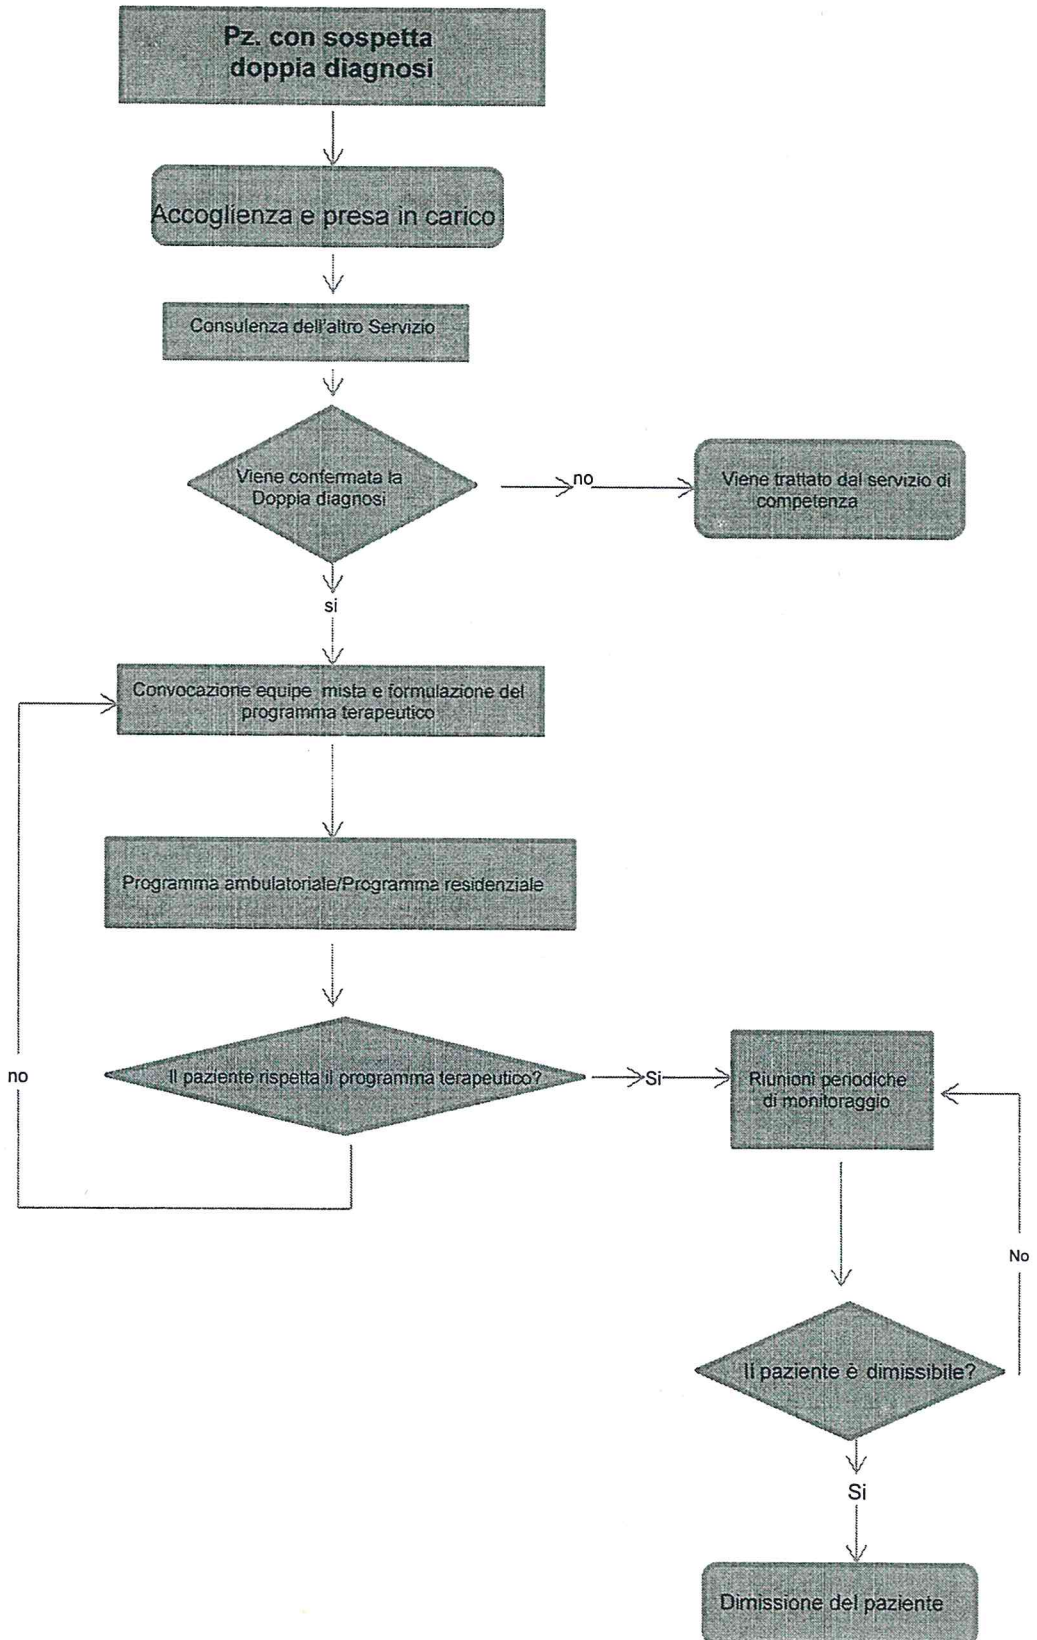 Pz. con sospetta
doppia diagnosi
Accoglienza e presa in carico
Consulenza dell'altro Servizio
Viene confermata la
Doppia diagnosi
no
Viene trattato dal servizio di
competenza
si
Convocazione equipe mista e formulazione del
programma terapeutico
Programma ambulatoriale/Programma residenziale
no
Il paziente rispetta il programma terapeutico?
Si
Riunioni periodiche
di monitoraggio
No
Il paziente è dimissibile?
Si
Dimissione del paziente